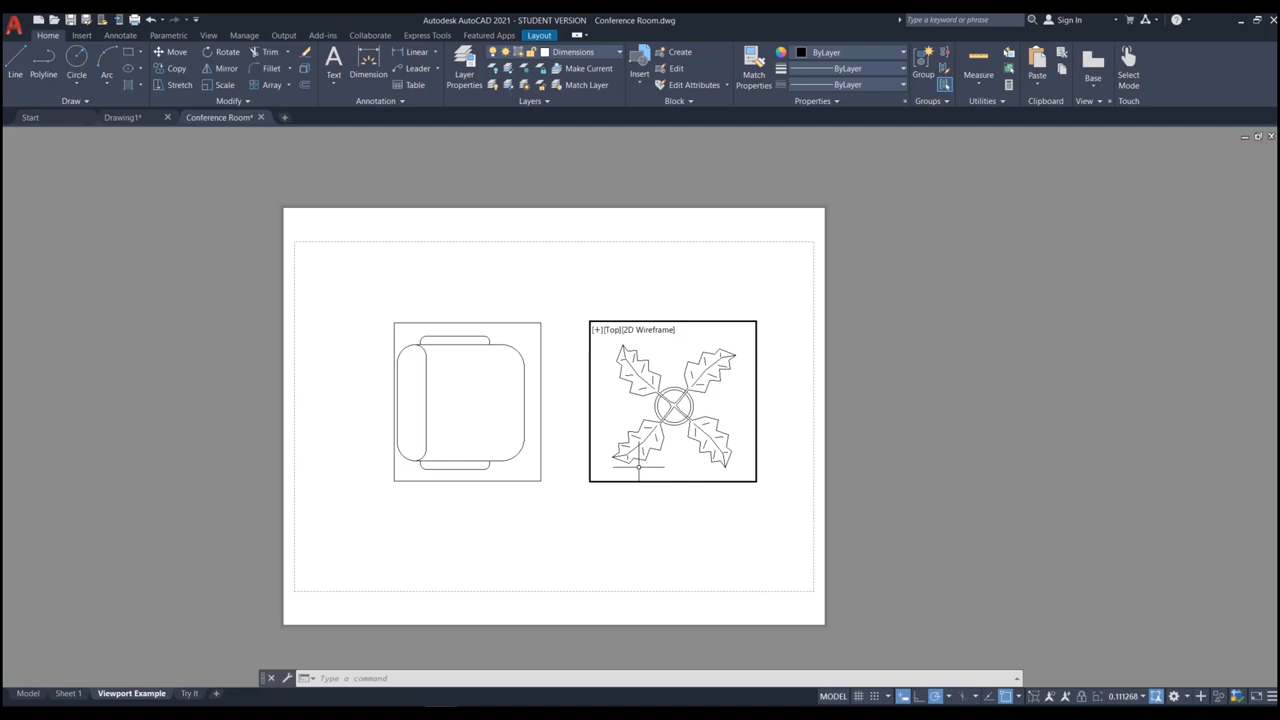 Autodesk AutoCAD 2021 - STUDENT VERSION Conference Room.dwg
Type a keyword or phrase
Sign In
Home Insert Annotate Parametric View Manage Output Add-ins Collaborate Express Tools Featured Apps Layout
Line Polyline Circle Arc
Move Rotate Trim
Copy Mirror Fillet
Stretch Scale Array
Text Dimension
Linear
Leader
Table
Layer Properties
Dimensions
Make Current
Match Layer
Insert
Create
Edit
Edit Attributes
Match Properties
ByLayer
ByLayer
ByLayer
Group
Measure
Paste
Base
Select Mode
Draw Modify Annotation Layers Block Properties Groups Utilities Clipboard View Touch
Start Drawing1* Conference Room*
[+][Top][2D Wireframe]
Type a command
Model Sheet 1 Viewport Example Try It
MODEL
0.111268